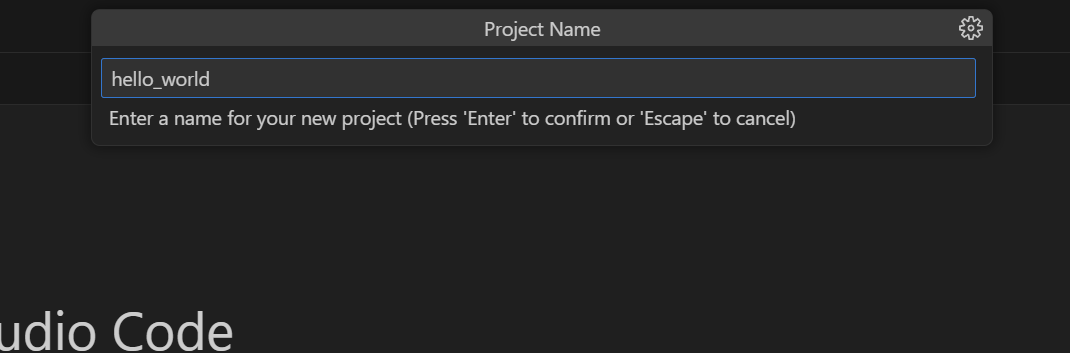 Project Name
hello_world
Enter a name for your new project (Press 'Enter' to confirm or 'Escape' to cancel)
udio Code